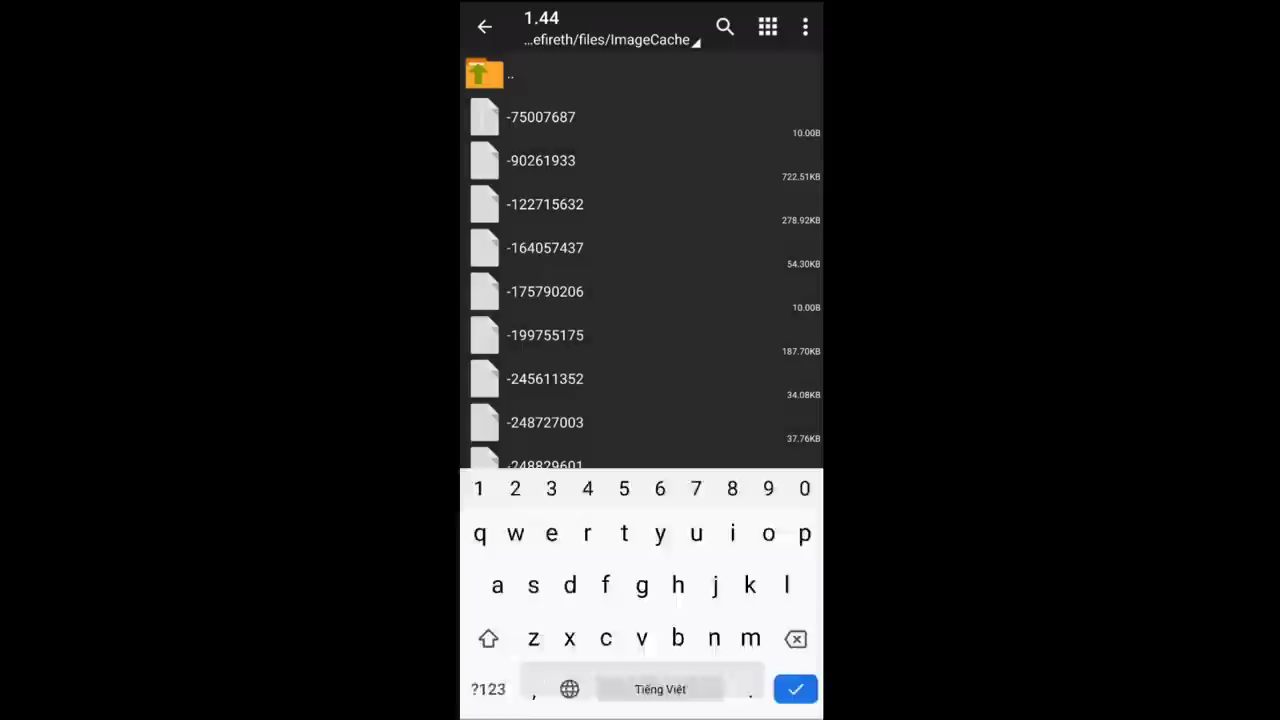 1.44
...efireth/files/ImageCache
..
-75007687
10.00B
-90261933
722.51KB
-122715632
278.92KB
-164057437
54.30KB
-175790206
10.00B
-199755175
187.70KB
-245611352
34.08KB
-248727003
37.76KB
-248829601
1 2 3 4 5 6 7 8 9 0
q w e r t y u i o p
a s d f g h j k l
z x c v b n m
?123 , Tiếng Việt .